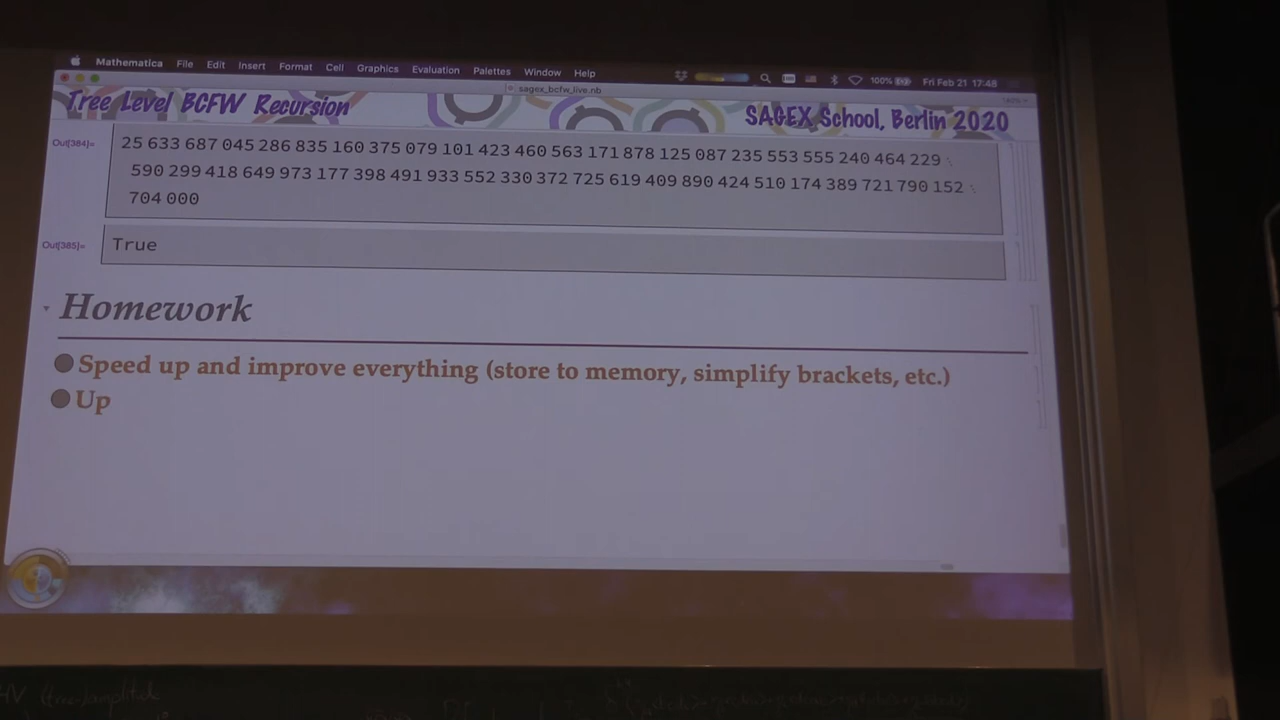 Mathematica File Edit Insert Format Cell Graphics Evaluation Palettes Window Help 100% Fri Feb 21 17:48
sagex_bcfw_live.nb
Tree Level BCFW Recursion
SAGEX School, Berlin 2020
Out[384]=
25 633 687 045 286 835 160 375 079 101 423 460 563 171 878 125 087 235 553 555 240 464 229
590 299 418 649 973 177 398 491 933 552 330 372 725 619 409 890 424 510 174 389 721 790 152
704 000
Out[385]= True
Homework
Speed up and improve everything (store to memory, simplify brackets, etc.)
Up